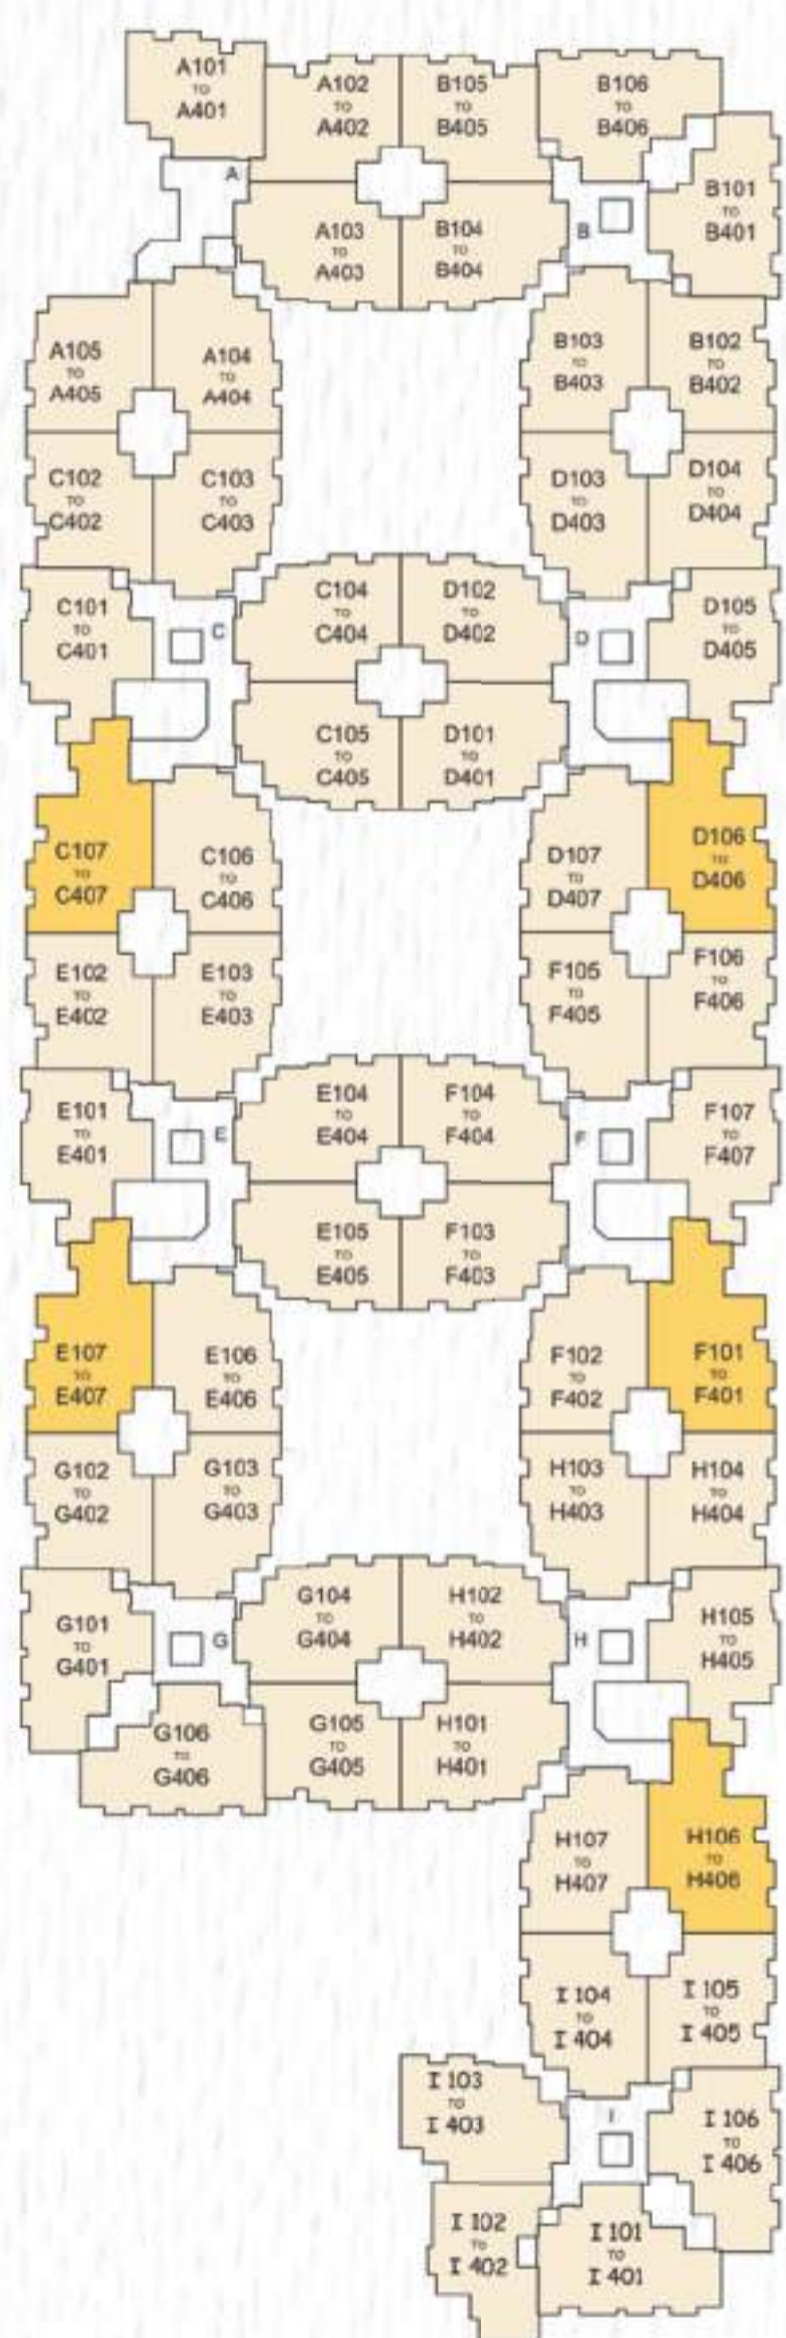 A101
TO
A401
A102
TO
A402
B105
TO
B405
B106
TO
B406
A
B101
TO
B401
A103
TO
A403
B104
TO
B404
B
A105
TO
A405
A104
TO
A404
B103
TO
B403
B102
TO
B402
C102
TO
C402
C103
TO
C403
D103
TO
D403
D104
TO
D404
C101
TO
C401
C
C104
TO
C404
D102
TO
D402
D
D105
TO
D405
C105
TO
C405
D101
TO
D401
C107
TO
C407
C106
TO
C406
D107
TO
D407
D106
TO
D406
E102
TO
E402
E103
TO
E403
F105
TO
F405
F106
TO
F406
E101
TO
E401
E
E104
TO
E404
F104
TO
F404
F
F107
TO
F407
E105
TO
E405
F103
TO
F403
E107
TO
E407
E106
TO
E406
F102
TO
F402
F101
TO
F401
G102
TO
G402
G103
TO
G403
H103
TO
H403
H104
TO
H404
G101
TO
G401
G
G104
TO
G404
H102
TO
H402
H
H105
TO
H405
G106
TO
G406
G105
TO
G405
H101
TO
H401
H107
TO
H407
H106
TO
H406
I 104
TO
I 404
I 105
TO
I 405
I 103
TO
I 403
I
I 106
TO
I 406
I 102
TO
I 402
I 101
TO
I 401